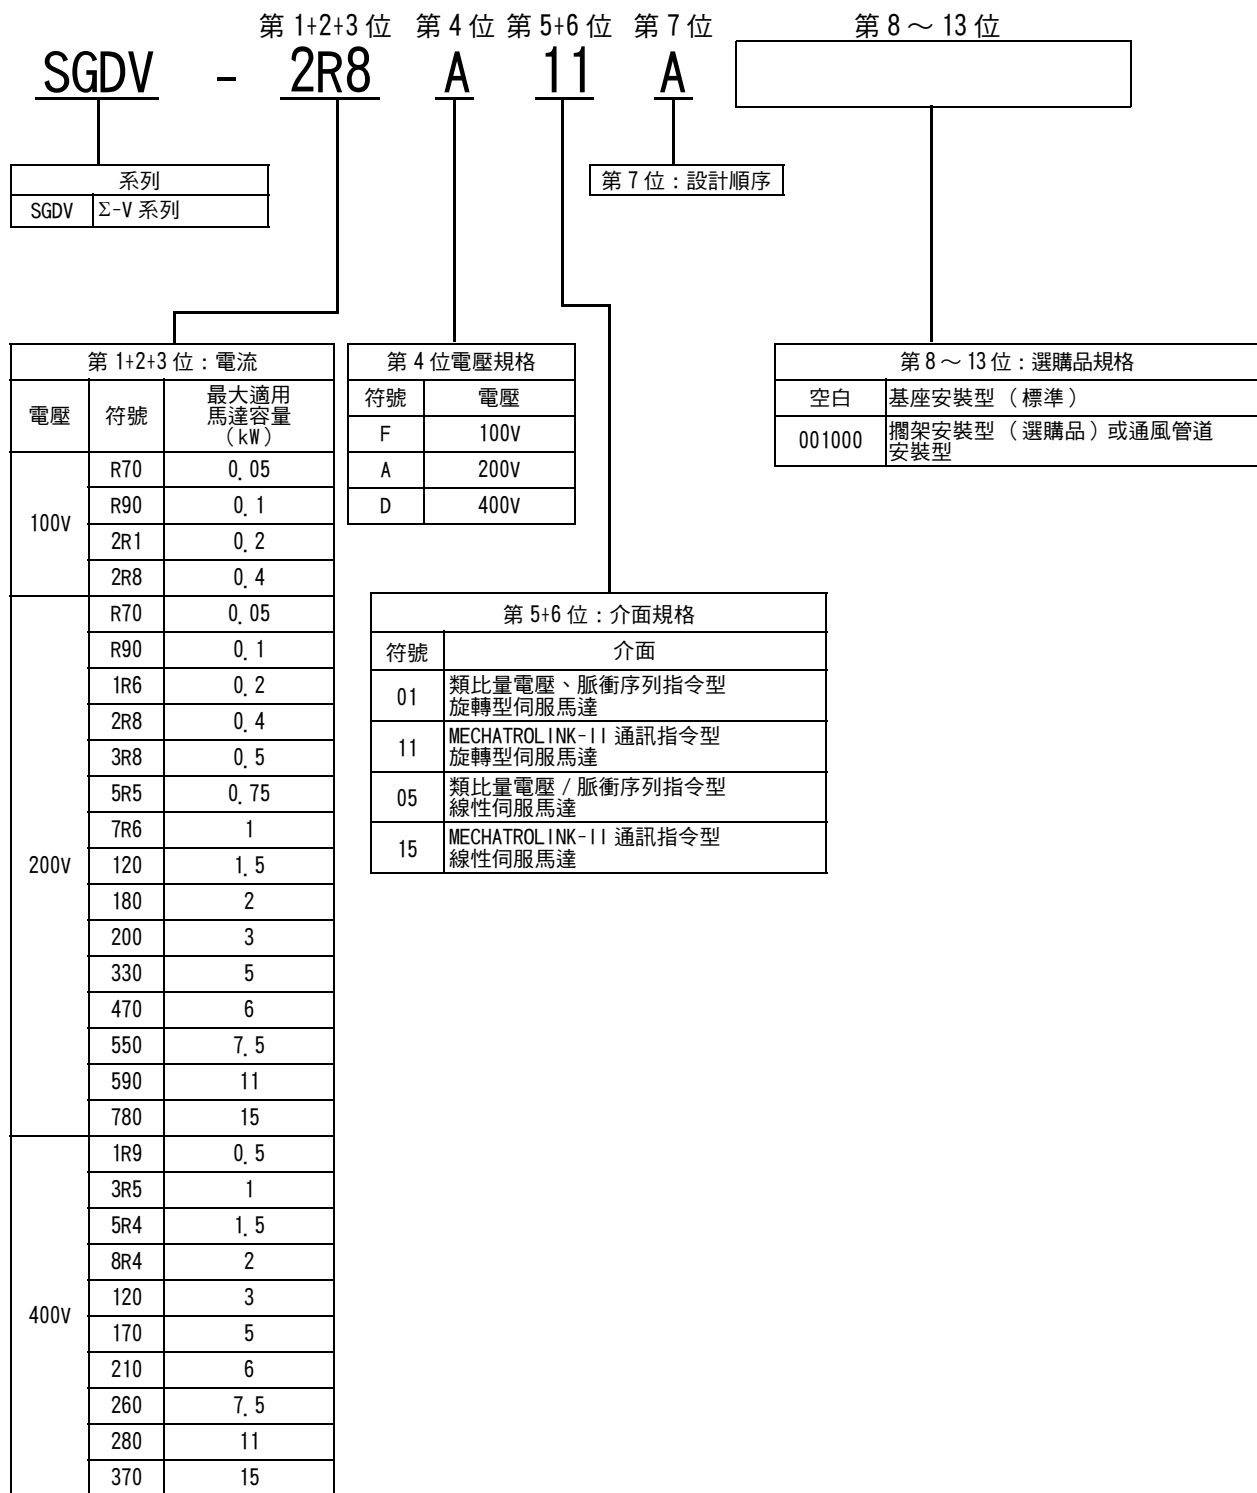 第 1+2+3 位 第 4 位 第 5+6 位 第 7 位 第 8～ 13 位
SGDV - 2R8 A 11 A
系列
SGDV Σ-V 系列
第 7 位：設計順序
第 1+2+3 位：電流
電壓 符號 最大適用
馬達容量
（kW）
100V
R70 0.05
R90 0.1
2R1 0.2
2R8 0.4
200V
R70 0.05
R90 0.1
1R6 0.2
2R8 0.4
3R8 0.5
5R5 0.75
7R6 1
120 1.5
180 2
200 3
330 5
470 6
550 7.5
590 11
780 15
400V
1R9 0.5
3R5 1
5R4 1.5
8R4 2
120 3
170 5
210 6
260 7.5
280 11
370 15
第 4 位電壓規格
符號 電壓
F 100V
A 200V
D 400V
第 5+6 位：介面規格
符號 介面
01 類比量電壓、脈衝序列指令型
旋轉型伺服馬達
11 MECHATROLINK-II 通訊指令型
旋轉型伺服馬達
05 類比量電壓 / 脈衝序列指令型
線性伺服馬達
15 MECHATROLINK-II 通訊指令型
線性伺服馬達
第 8～ 13 位：選購品規格
空白 基座安裝型（標準）
001000 擱架安裝型（選購品）或通風管道
安裝型